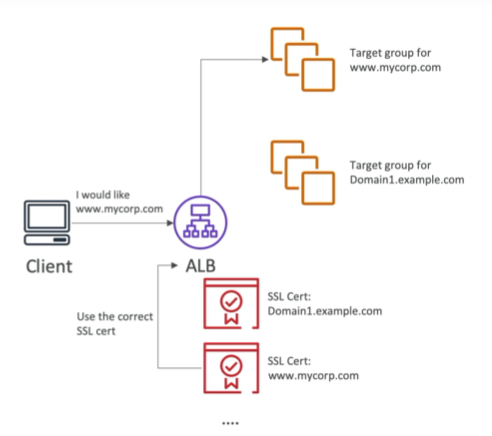 Target group for
www.mycorp.com
Target group for
Domain1.example.com
I would like
www.mycorp.com
Client
ALB
Use the correct
SSL cert
SSL Cert:
Domain1.example.com
SSL Cert:
www.mycorp.com
....